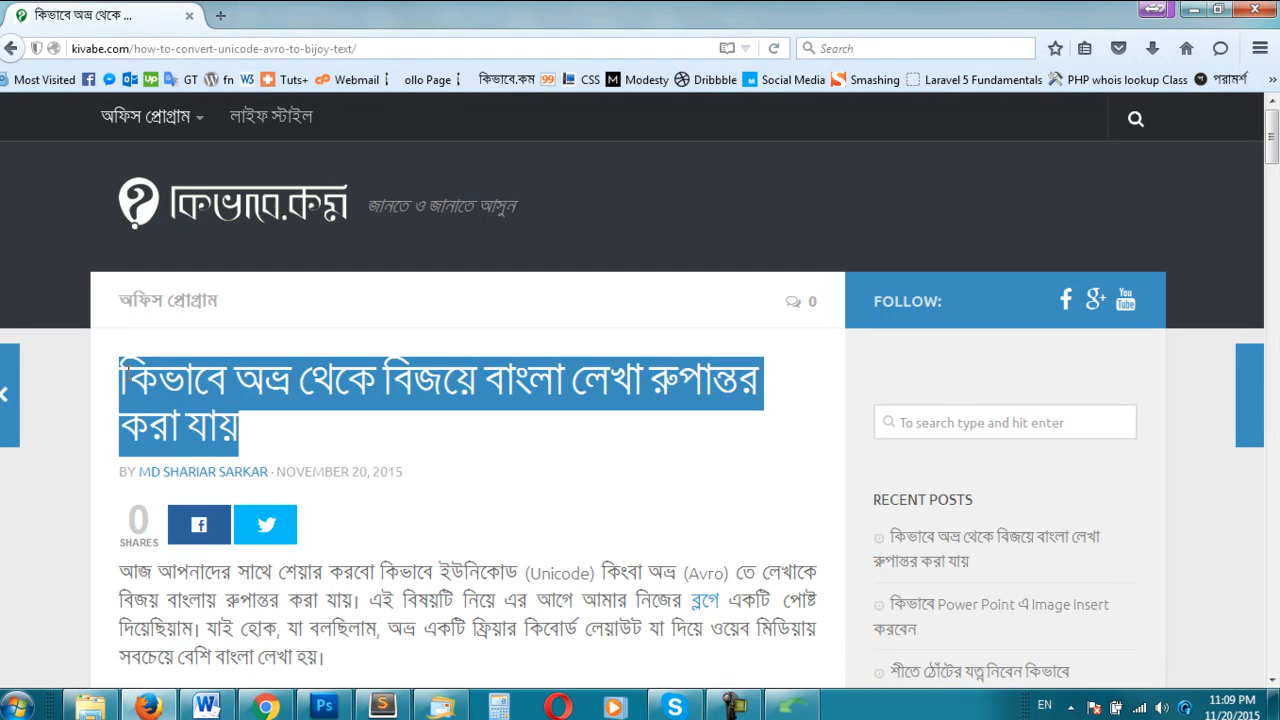 কিভাবে অভ্র থেকে ...
kivabe.com/how-to-convert-unicode-avro-to-bijoy-text/
Search
Most Visited GT fn Tuts+ Webmail ollo Page কিভাবে.কম CSS Modesty Dribbble Social Media Smashing Laravel 5 Fundamentals PHP whois lookup Class পরামর্শ
অফিস প্রোগ্রাম লাইফ স্টাইল
কিভাবে.কম জানতে ও জানাতে আসুন
অফিস প্রোগ্রাম 0 FOLLOW: You Tube
কিভাবে অভ্র থেকে বিজয়ে বাংলা লেখা রুপান্তর
করা যায়
To search type and hit enter
BY MD SHARIAR SARKAR · NOVEMBER 20, 2015
RECENT POSTS
0
SHARES
কিভাবে অভ্র থেকে বিজয়ে বাংলা লেখা
রুপান্তর করা যায়
কিভাবে Power Point এ Image Insert
করবেন
শীতে ঠোঁটের যত্ন নিবেন কিভাবে
আজ আপনাদের সাথে শেয়ার করবো কিভাবে ইউনিকোড (Unicode) কিংবা অভ্র (Avro) তে লেখাকে
বিজয় বাংলায় রুপান্তর করা যায়। এই বিষয়টি নিয়ে এর আগে আমার নিজের ব্লগে একটি পোষ্ট
দিয়েছিয়াম। যাই হোক, যা বলছিলাম, অভ্র একটি ফ্রিয়ার কিবোর্ড লেয়াউট যা দিয়ে ওয়েব মিডিয়ায়
সবচেয়ে বেশি বাংলা লেখা হয়।
EN 11:09 PM
11/20/2015